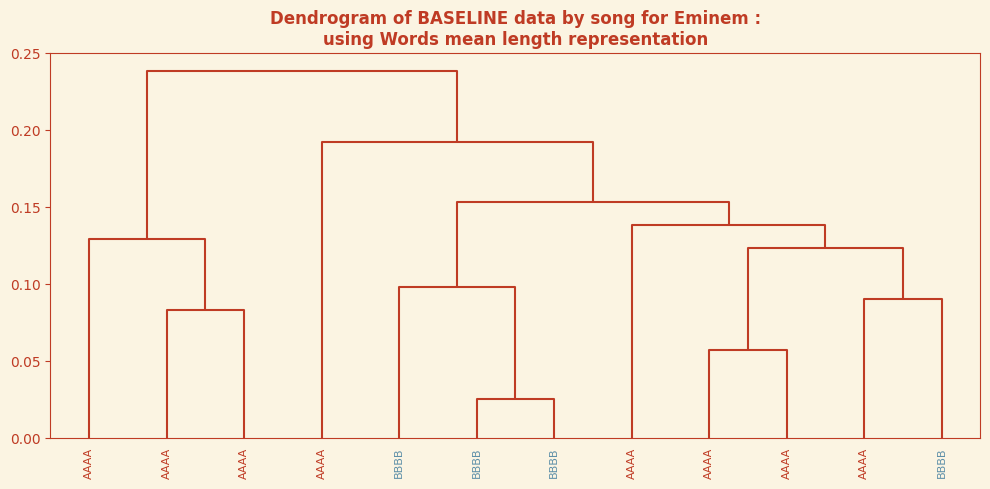 Dendrogram of BASELINE data by song for Eminem :
using Words mean length representation
0.25
0.20
0.15
0.10
0.05
0.00
AAAA AAAA AAAA AAAA BBBB BBBB BBBB AAAA AAAA AAAA AAAA BBBB